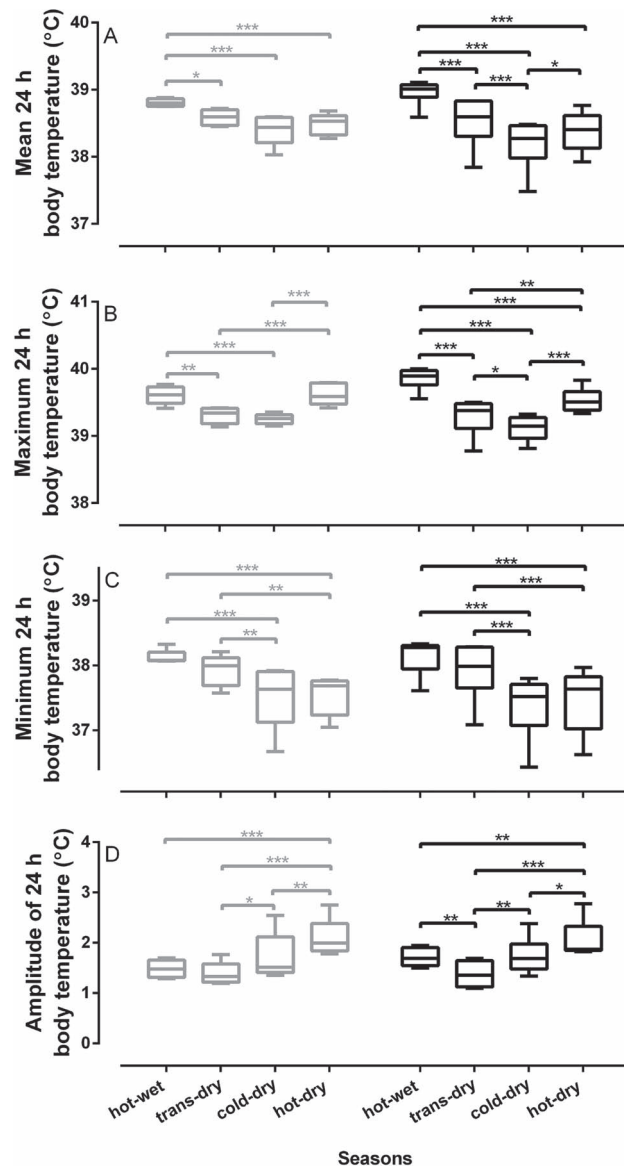 A
Mean 24 h
body temperature (°C)
40
39
38
37
*** *** * *** *** *** *** *
B
Maximum 24 h
body temperature (°C)
41
40
39
38
*** *** *** ** ** *** *** *** * ***
C
Minimum 24 h
body temperature (°C)
39
38
37
*** ** *** ** *** *** *** ***
D
Amplitude of 24 h
body temperature (°C)
4
3
2
1
0
*** *** * ** ** *** ** ** *
hot-wet trans-dry cold-dry hot-dry hot-wet trans-dry cold-dry hot-dry
Seasons